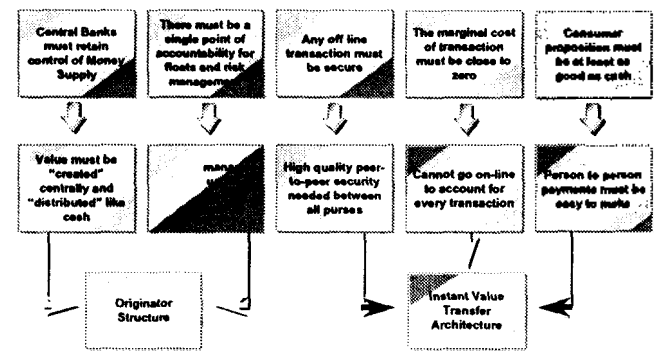 Central Banks
must retain
control of Money
Supply
There must be a
single point of
accountability for
floats and risk
management
Any off line
transaction must
be secure
The marginal cost
of transaction
must be close to
zero
Consumer
proposition must
be at least as
good as cash
Value must be
"created"
centrally and
"distributed" like
cash
High quality peer-
to-peer security
needed between
all purses
Cannot go on-line
to account for
every transaction
Person to person
payments must be
easy to make
Originator
Structure
Instant Value
Transfer
Architecture